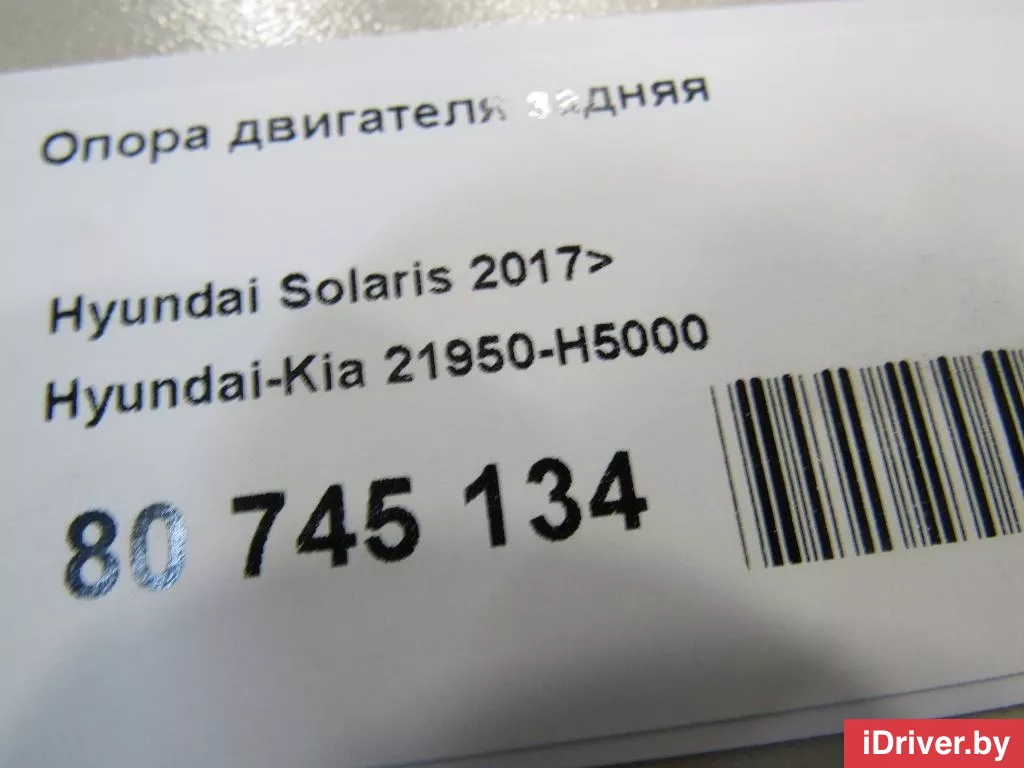 Опора двигателя задняя
Hyundai Solaris 2017>
Hyundai-Kia 21950-H5000
80 745 134
iDriver.by